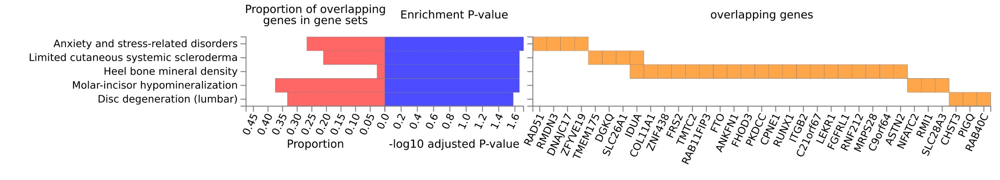 Proportion of overlapping
genes in gene sets
Enrichment P-value
overlapping genes
Anxiety and stress-related disorders
Limited cutaneous systemic scleroderma
Heel bone mineral density
Molar-incisor hypomineralization
Disc degeneration (lumbar)
0.45 0.40 0.35 0.30 0.25 0.20 0.15 0.10 0.05 0.0 0.2 0.4 0.6 0.8 1.0 1.2 1.4 1.6
Proportion
-log10 adjusted P-value
RAD51
RMDN3
DNAJC17
ZFYVE19
TMEM175
DGKQ
SLC26A1
IDUA
COL11A1
ZNF438
FRS2
TMTC2
RAB11FIP3
FTO
ANKFN1
FHOD3
PKDCC
CPNE1
RUNX1
ITGB2
C21orf67
LEKR1
FGFRL1
RNF212
MRPS28
C9orf64
ASTN2
NFATC2
RMI1
SLC28A3
CHST3
PIGQ
RAB40C